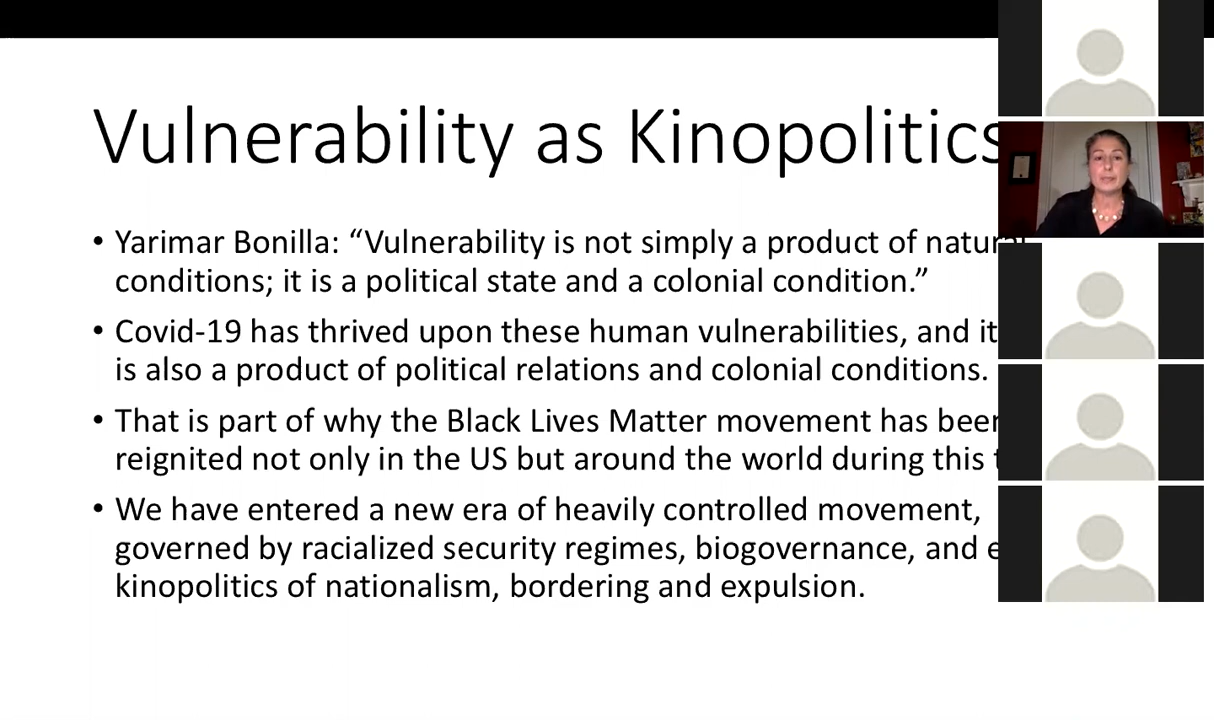 Vulnerability as Kinopolitics
• Yarimar Bonilla: “Vulnerability is not simply a product of natural
conditions; it is a political state and a colonial condition.”
• Covid-19 has thrived upon these human vulnerabilities, and it
is also a product of political relations and colonial conditions.
• That is part of why the Black Lives Matter movement has been
reignited not only in the US but around the world during this
• We have entered a new era of heavily controlled movement,
governed by racialized security regimes, biogovernance, and
kinopolitics of nationalism, bordering and expulsion.